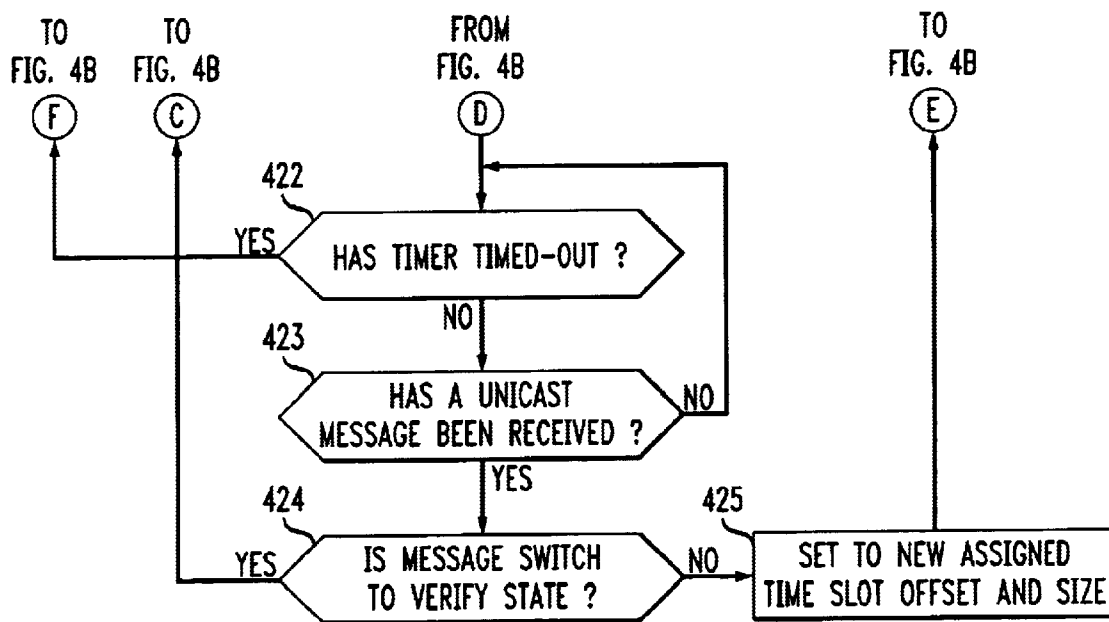 TO
FIG. 4B
F
TO
FIG. 4B
C
FROM
FIG. 4B
D
TO
FIG. 4B
E
422
YES
HAS TIMER TIMED-OUT ?
NO
423
HAS A UNICAST
MESSAGE BEEN RECEIVED ?
NO
YES
424
YES
IS MESSAGE SWITCH
TO VERIFY STATE ?
NO
425
SET TO NEW ASSIGNED
TIME SLOT OFFSET AND SIZE